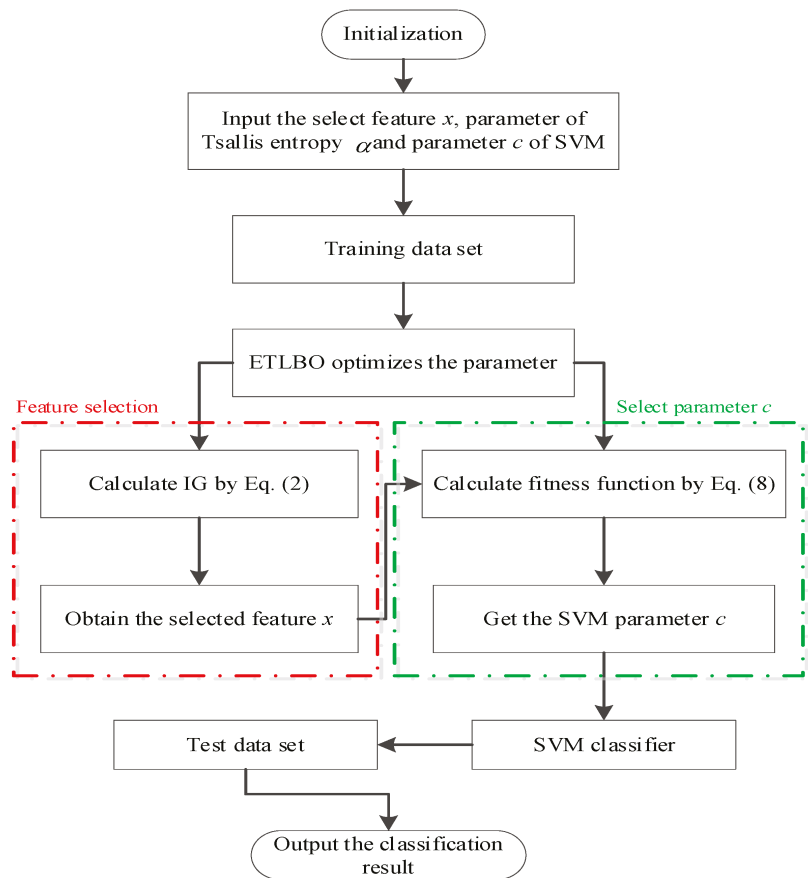 Initialization
Input the select feature x, parameter of
Tsallis entropy α and parameter c of SVM
Training data set
ETLBO optimizes the parameter
Feature selection
Select parameter c
Calculate IG by Eq. (2)
Calculate fitness function by Eq. (8)
Obtain the selected feature x
Get the SVM parameter c
Test data set
SVM classifier
Output the classification
result